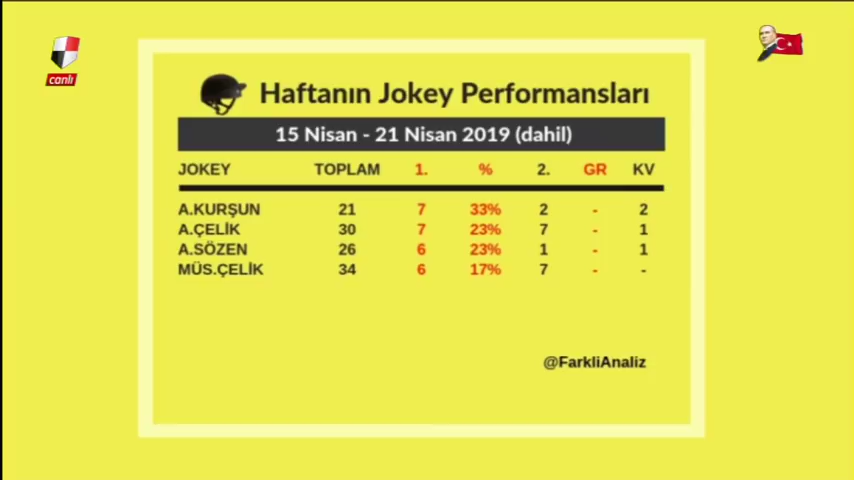 canlı
Haftanın Jokey Performansları
15 Nisan - 21 Nisan 2019 (dahil)
JOKEY TOPLAM 1. % 2. GR KV
A.KURŞUN 21 7 33% 2 - 2
A.ÇELİK 30 7 23% 7 - 1
A.SÖZEN 26 6 23% 1 - 1
MÜS.ÇELİK 34 6 17% 7 - -
@FarkliAnaliz